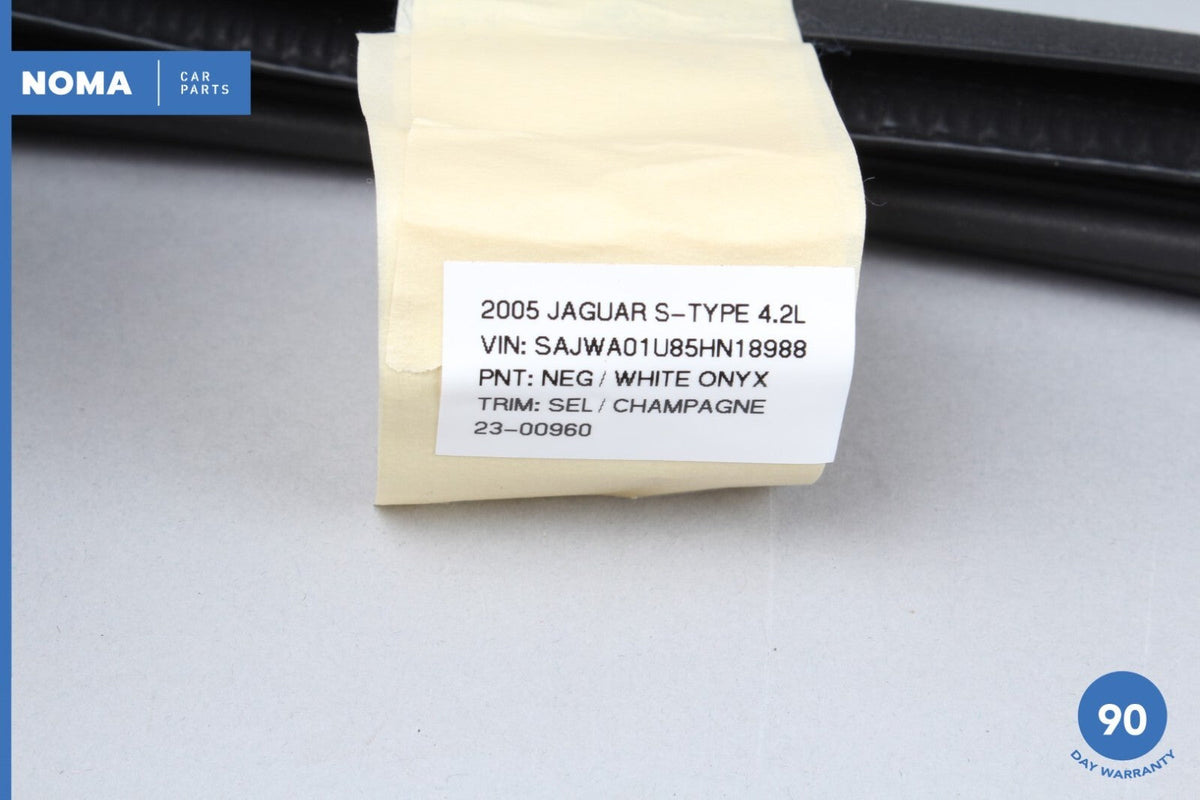 NOMA
CAR
PARTS
2005 JAGUAR S-TYPE 4.2L
VIN: SAJWA01U85HN18988
PNT: NEG / WHITE ONYX
TRIM: SEL / CHAMPAGNE
23-00960
90
DAY WARRANTY